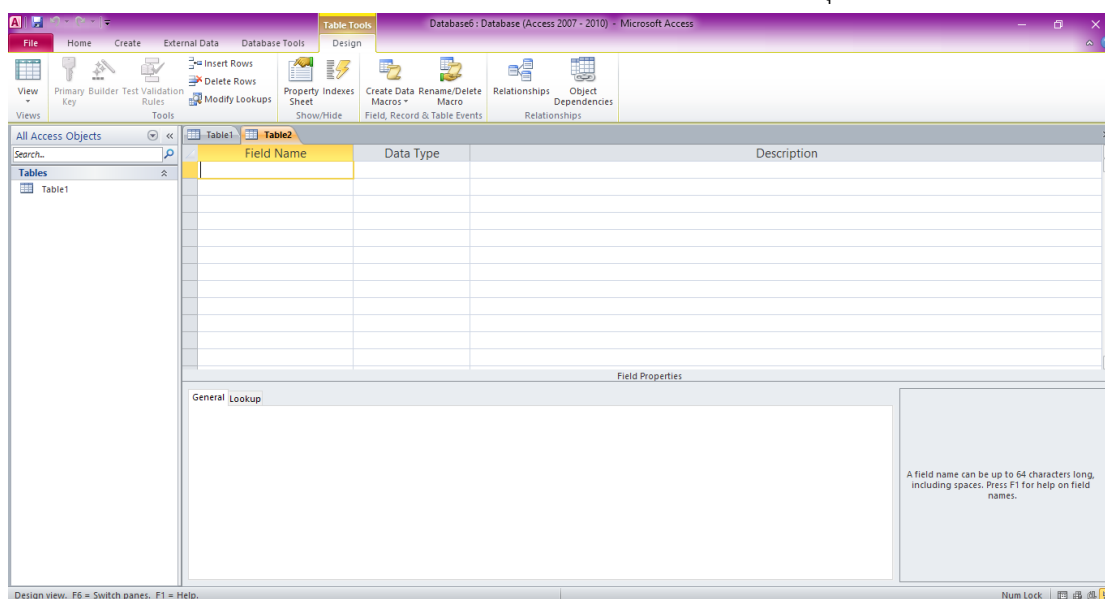 A Table Tools Database6 : Database (Access 2007 - 2010) - Microsoft Access
File Home Create External Data Database Tools Design
View Primary Key Builder Test Validation Rules Insert Rows Delete Rows Modify Lookups Property Sheet Indexes Create Data Macros Rename/Delete Macro Relationships Object Dependencies
Views Tools Show/Hide Field, Record & Table Events Relationships
All Access Objects « Table1 Table2
Search... Field Name Data Type Description
Tables
Table1
Field Properties
General Lookup
A field name can be up to 64 characters long,
including spaces. Press F1 for help on field
names.
Design view. F6 = Switch panes. F1 = Help. Num Lock